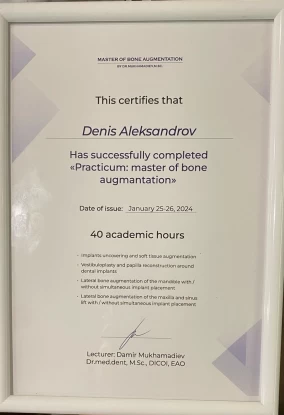 MASTER OF BONE AUGMENTATION
This certifies that
Denis Aleksandrov
Has successfully completed
«Practicum: master of bone
augmantation»
Date of issue: January 25-26, 2024
40 academic hours
- Implants uncovering and soft tissue augmentation
- Vestibuloplasty and papilla reconstruction around
dental implants
- Lateral bone augmentation of the mandible with /
without simultaneous implant placement
- Lateral bone augmentation of the maxilla and sinus
lift with / without simultaneous implant placement
Lecturer: Damir Mukhamadiev
Dr.med.dent, M.Sc., DICOI, EAO